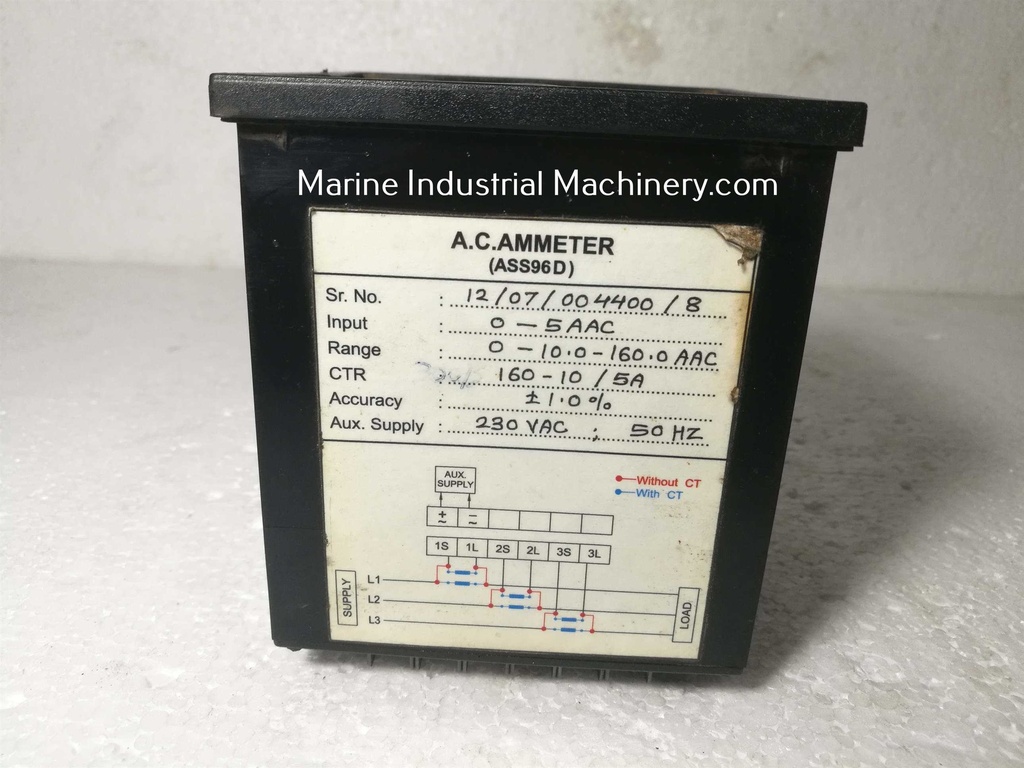 Marine Industrial Machinery.com
A.C.AMMETER
(ASS96D)
Sr. No. : 12/07/004400/8
Input : 0 - 5 AAC
Range : 0 - 10.0 - 160.0 AAC
CTR : 160 - 10 / 5A
Accuracy : ± 1.0 %
Aux. Supply : 230 VAC ; 50 HZ
AUX.
SUPPLY
Without CT
With CT
+ -
~ ~
1S 1L 2S 2L 3S 3L
SUPPLY
L1
L2
L3
LOAD